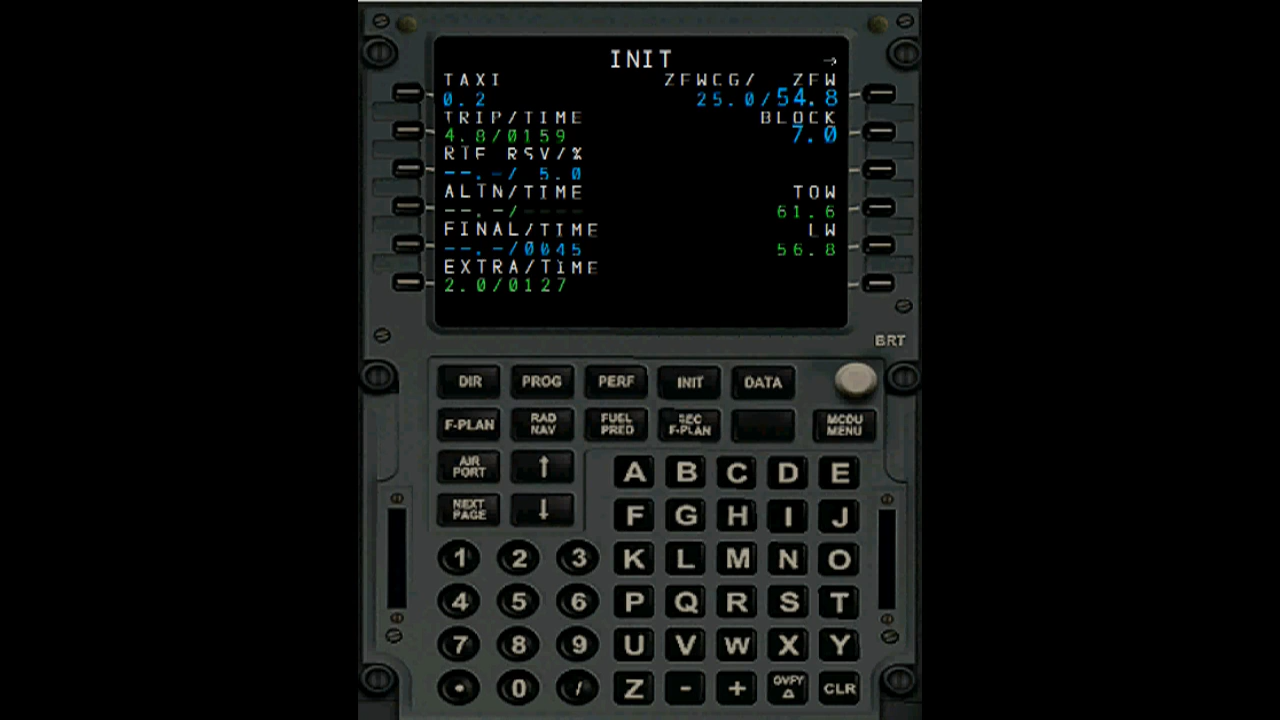 INIT →
TAXI ZFWCG/ ZFW
0.2 25.0/54.8
TRIP/TIME BLOCK
4.8/0159 7.0
RTE RSV/%
--.-/ 5.0
ALTN/TIME TOW
--.-/---- 61.6
FINAL/TIME LW
--.-/0045 56.8
EXTRA/TIME
2.0/0127
BRT
DIR PROG PERF INIT DATA
F-PLAN RAD NAV FUEL PRED SEC F-PLAN MCDU MENU
AIR PORT ↑ A B C D E
NEXT PAGE ↓ F G H I J
1 2 3 K L M N O
4 5 6 P Q R S T
7 8 9 U V W X Y
. 0 / Z - + OVFY Δ CLR